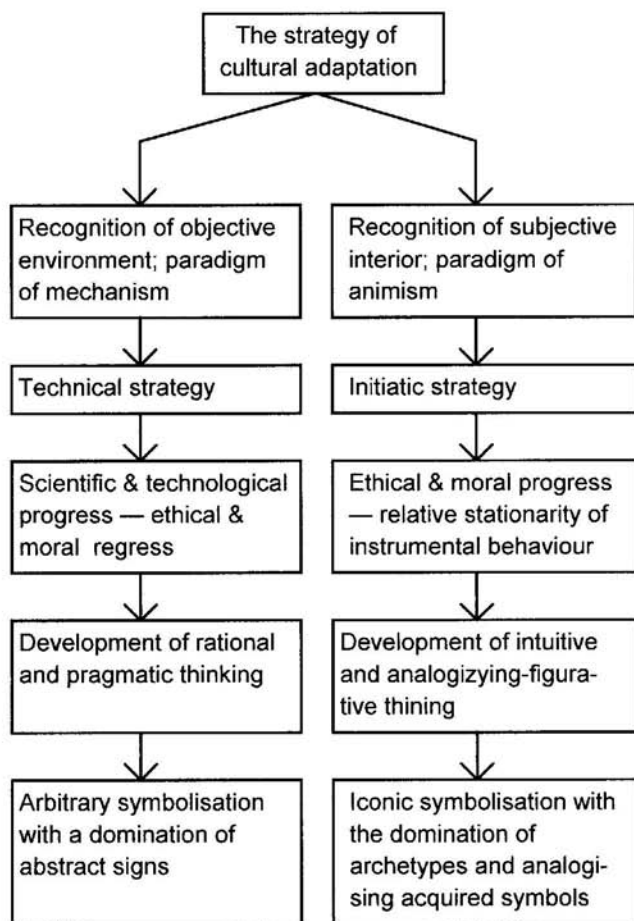 The strategy of
cultural adaptation
Recognition of objective
environment; paradigm
of mechanism
Recognition of subjective
interior; paradigm of
animism
Technical strategy
Initiatic strategy
Scientific & technological
progress — ethical &
moral regress
Ethical & moral progress
— relative stationarity of
instrumental behaviour
Development of rational
and pragmatic thinking
Development of intuitive
and analogizying-figura-
tive thining
Arbitrary symbolisation
with a domination of
abstract signs
Iconic symbolisation with
the domination of
archetypes and analogi-
sing acquired symbols